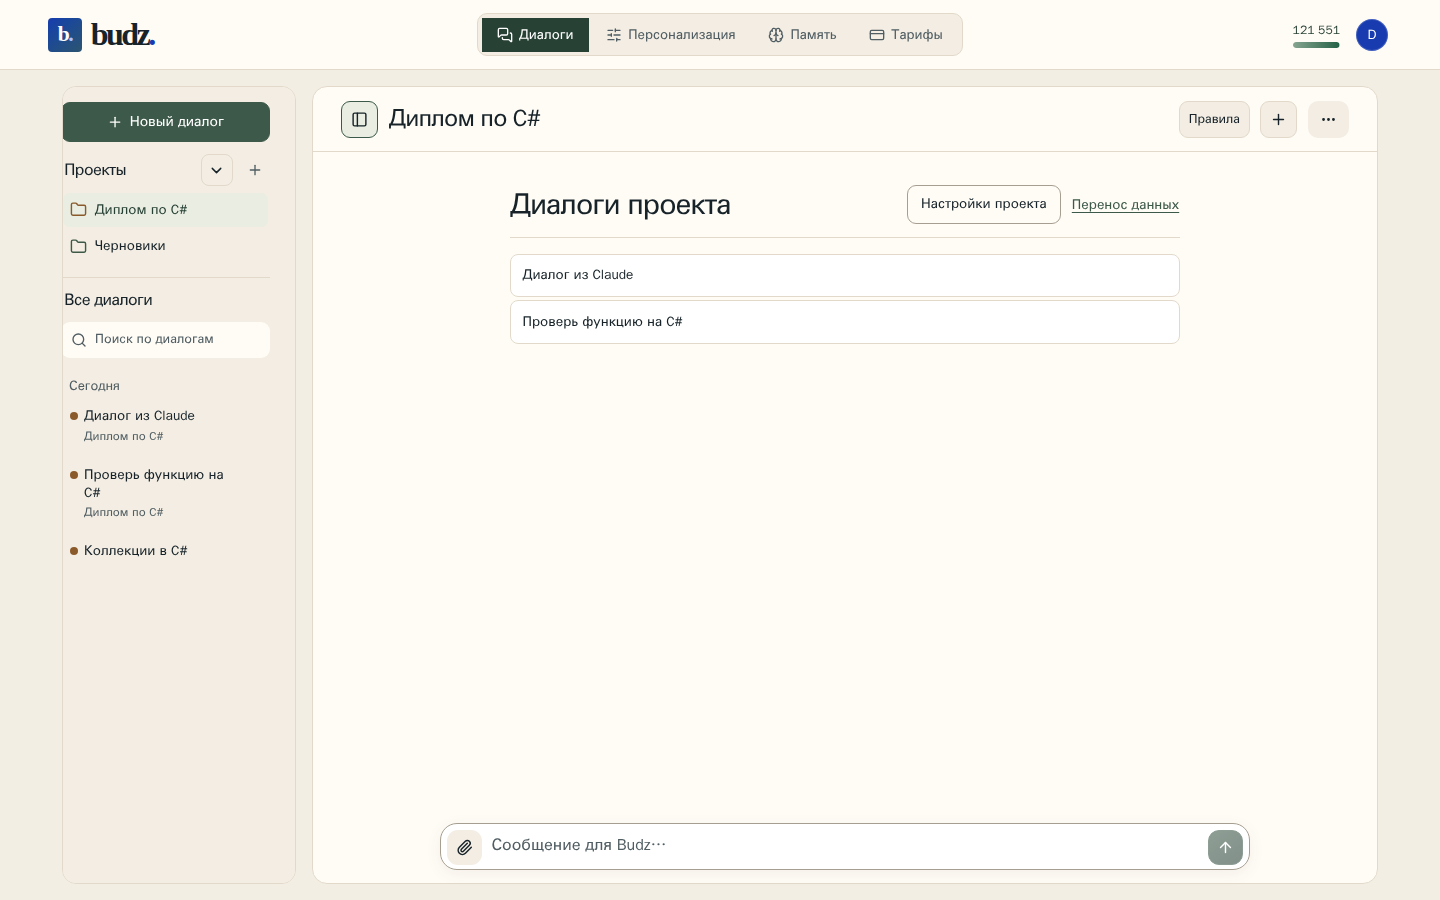 b. budz.
Диалоги
Персонализация
Память
Тарифы
121 551
D
Новый диалог
Проекты
Диплом по C#
Черновики
Все диалоги
Поиск по диалогам
Сегодня
Диалог из Claude
Диплом по C#
Проверь функцию на
C#
Диплом по C#
Коллекции в C#
Диплом по C#
Правила
Диалоги проекта
Настройки проекта
Перенос данных
Диалог из Claude
Проверь функцию на C#
Сообщение для Budz···